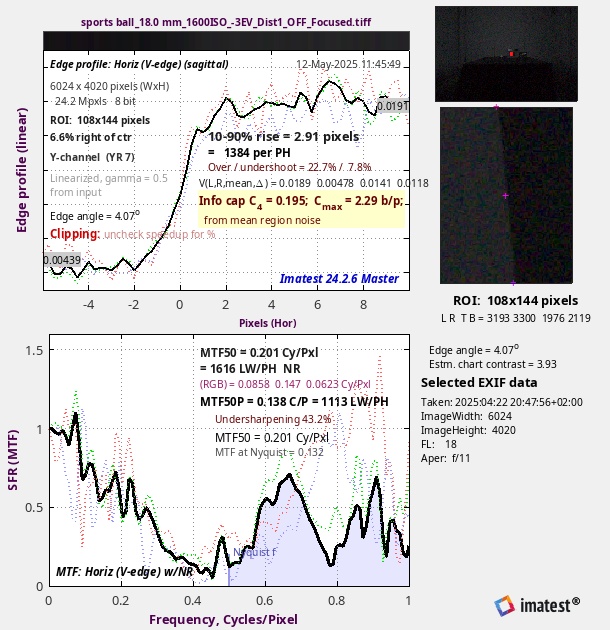 sports ball_18.0 mm_1600ISO_-3EV_Dist1_OFF_Focused.tiff
Edge profile: Horiz (V-edge) (sagittal)
12-May-2025 11:45:49
6024 x 4020 pixels (WxH)
24.2 Mpxls 8 bit
ROI: 108x144 pixels
6.6% right of ctr
Y-channel (YR 7)
Linearized, gamma = 0.5
from input
Edge angle = 4.07º
Clipping: uncheck speedup for %
0.0191
10-90% rise = 2.91 pixels
= 1384 per PH
Over / undershoot = 22.7% / 7.8%
V(L,R,mean,Δ) = 0.0189 0.00478 0.0141 0.0118
Info cap C4 = 0.195; Cmax = 2.29 b/p;
from mean region noise
0.00439
Imatest 24.2.6 Master
Edge profile (linear)
-4 -2 0 2 4 6 8
Pixels (Hor)
ROI: 108x144 pixels
L R T B = 3193 3300 1976 2119
Edge angle = 4.07º
Estm. chart contrast = 3.93
Selected EXIF data
Taken: 2025:04:22 20:47:56+02:00
ImageWidth: 6024
ImageHeight: 4020
FL: 18
Aper: f/11
MTF50 = 0.201 Cy/Pxl
= 1616 LW/PH NR
(RGB) = 0.0858 0.147 0.0623 Cy/Pxl
MTF50P = 0.138 C/P = 1113 LW/PH
Undersharpening 43.2%
MTF50 = 0.201 Cy/Pxl
MTF at Nyquist = 0.132
Nyquist f
MTF: Horiz (V-edge) w/NR
SFR (MTF)
1.5
1
0.5
0
0 0.2 0.4 0.6 0.8 1
Frequency, Cycles/Pixel
imatest®